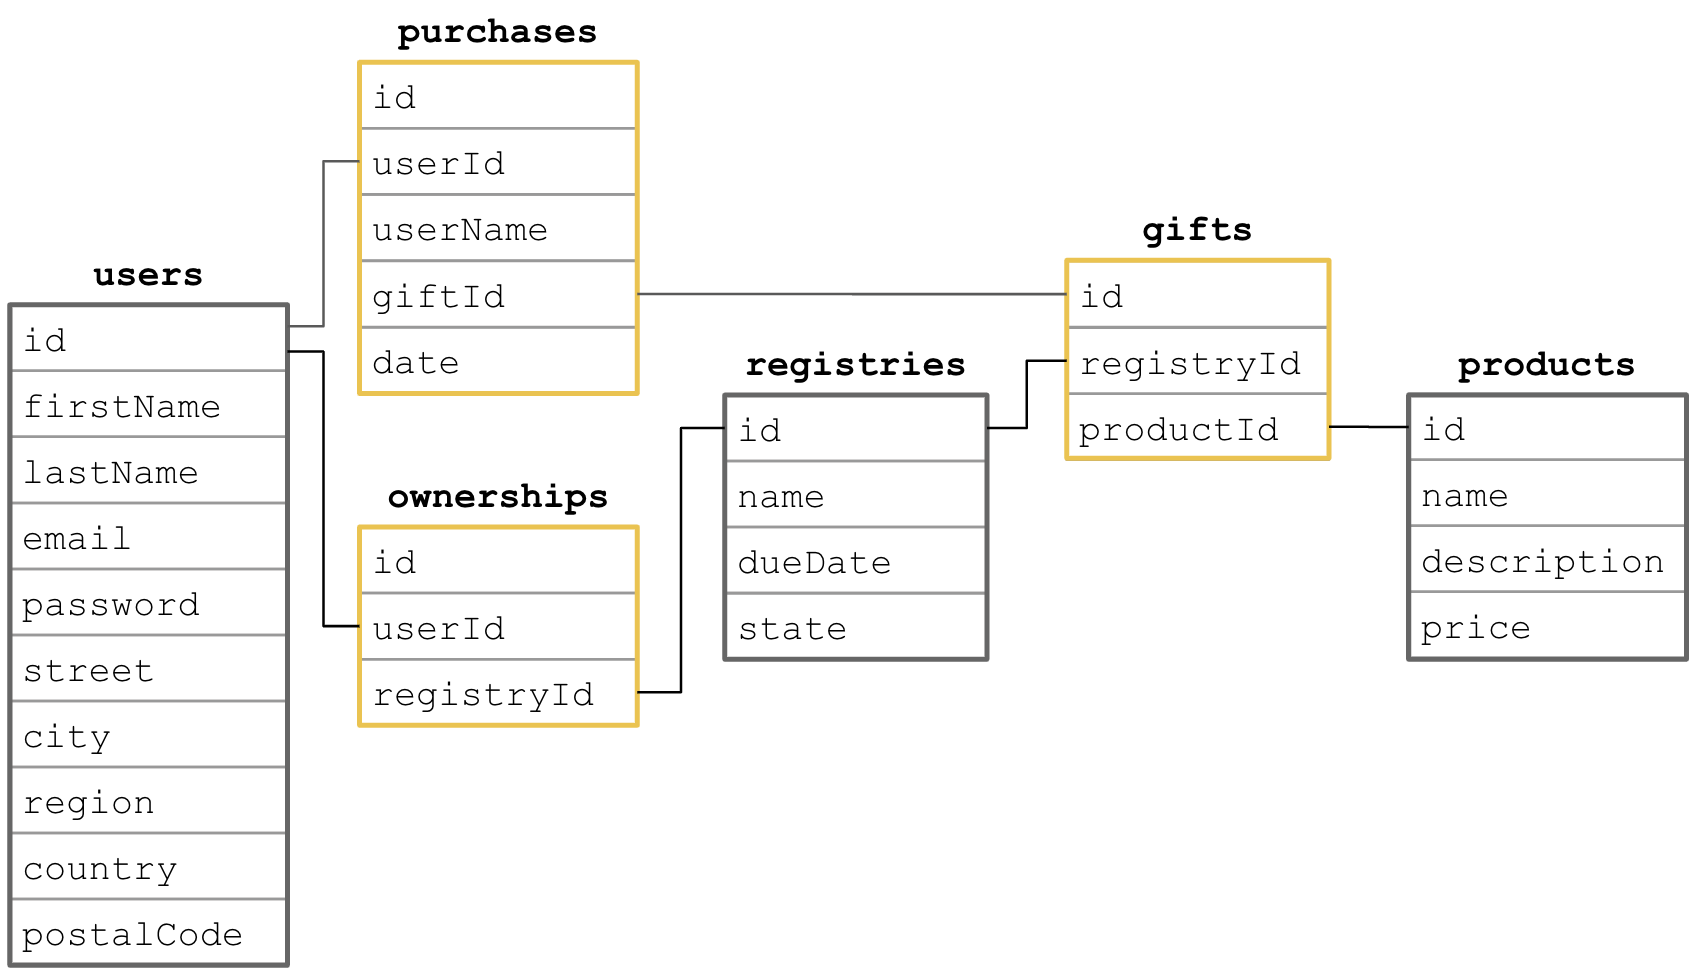 purchases
id
userId
userName
giftId
date
users
id
firstName
lastName
email
password
street
city
region
country
postalCode
ownerships
id
userId
registryId
registries
id
name
dueDate
state
gifts
id
registryId
productId
products
id
name
description
price